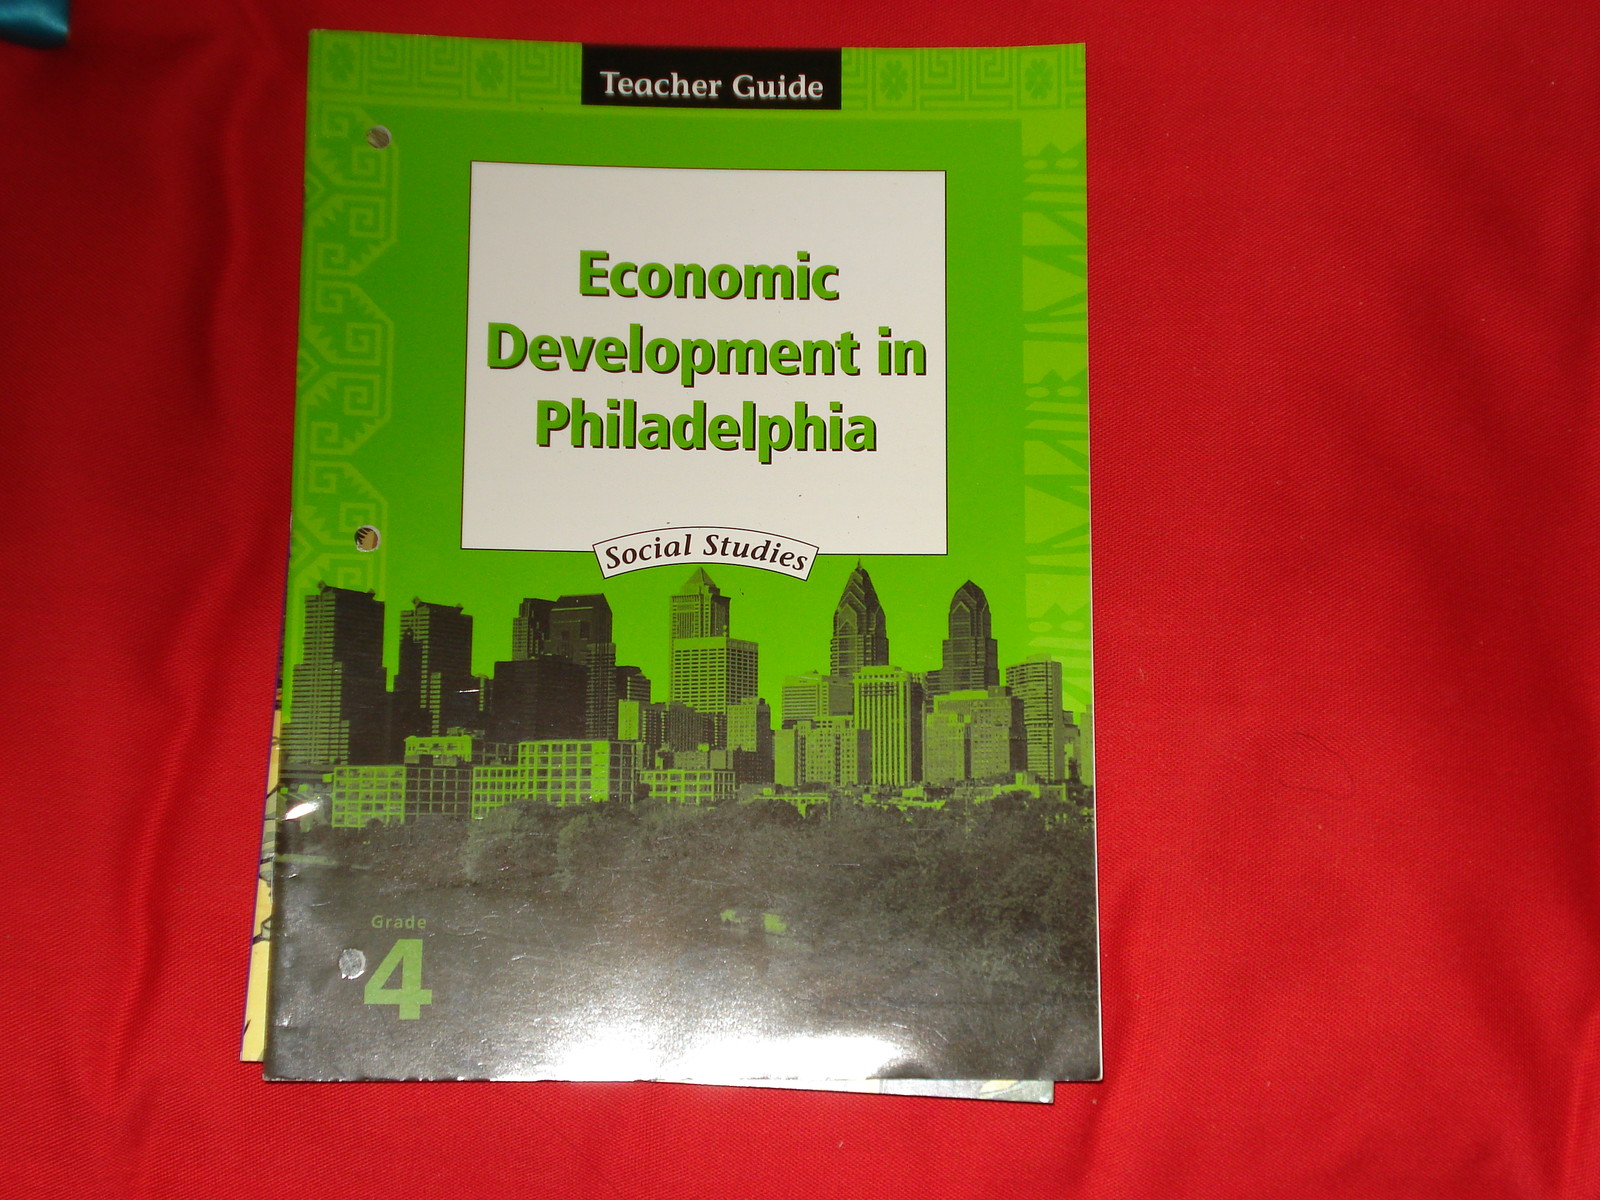 Teacher Guide
Economic
Development in
Philadelphia
Social Studies
Grade
4